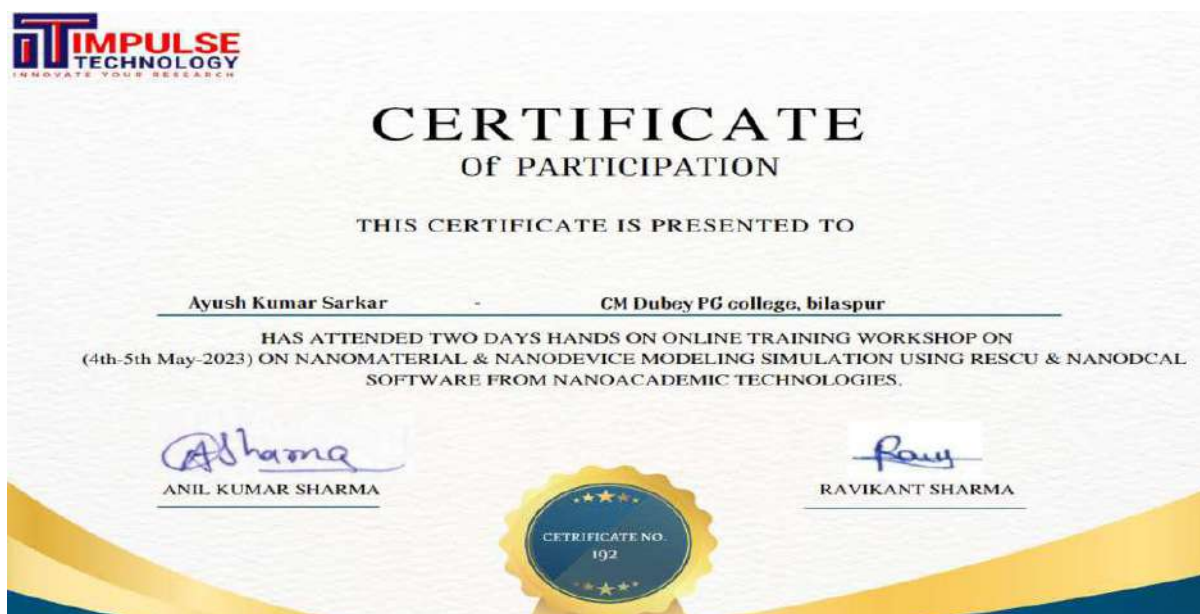 IMPULSE
TECHNOLOGY
INNOVATE YOUR RESEARCH
CERTIFICATE
Of PARTICIPATION
THIS CERTIFICATE IS PRESENTED TO
Ayush Kumar Sarkar - CM Dubey PG college, bilaspur
HAS ATTENDED TWO DAYS HANDS ON ONLINE TRAINING WORKSHOP ON
(4th-5th May-2023) ON NANOMATERIAL & NANODEVICE MODELING SIMULATION USING RESCU & NANODCAL
SOFTWARE FROM NANOACADEMIC TECHNOLOGIES.
ASharma
ANIL KUMAR SHARMA
RAVIKANT SHARMA
CETRIFICATE NO.
192